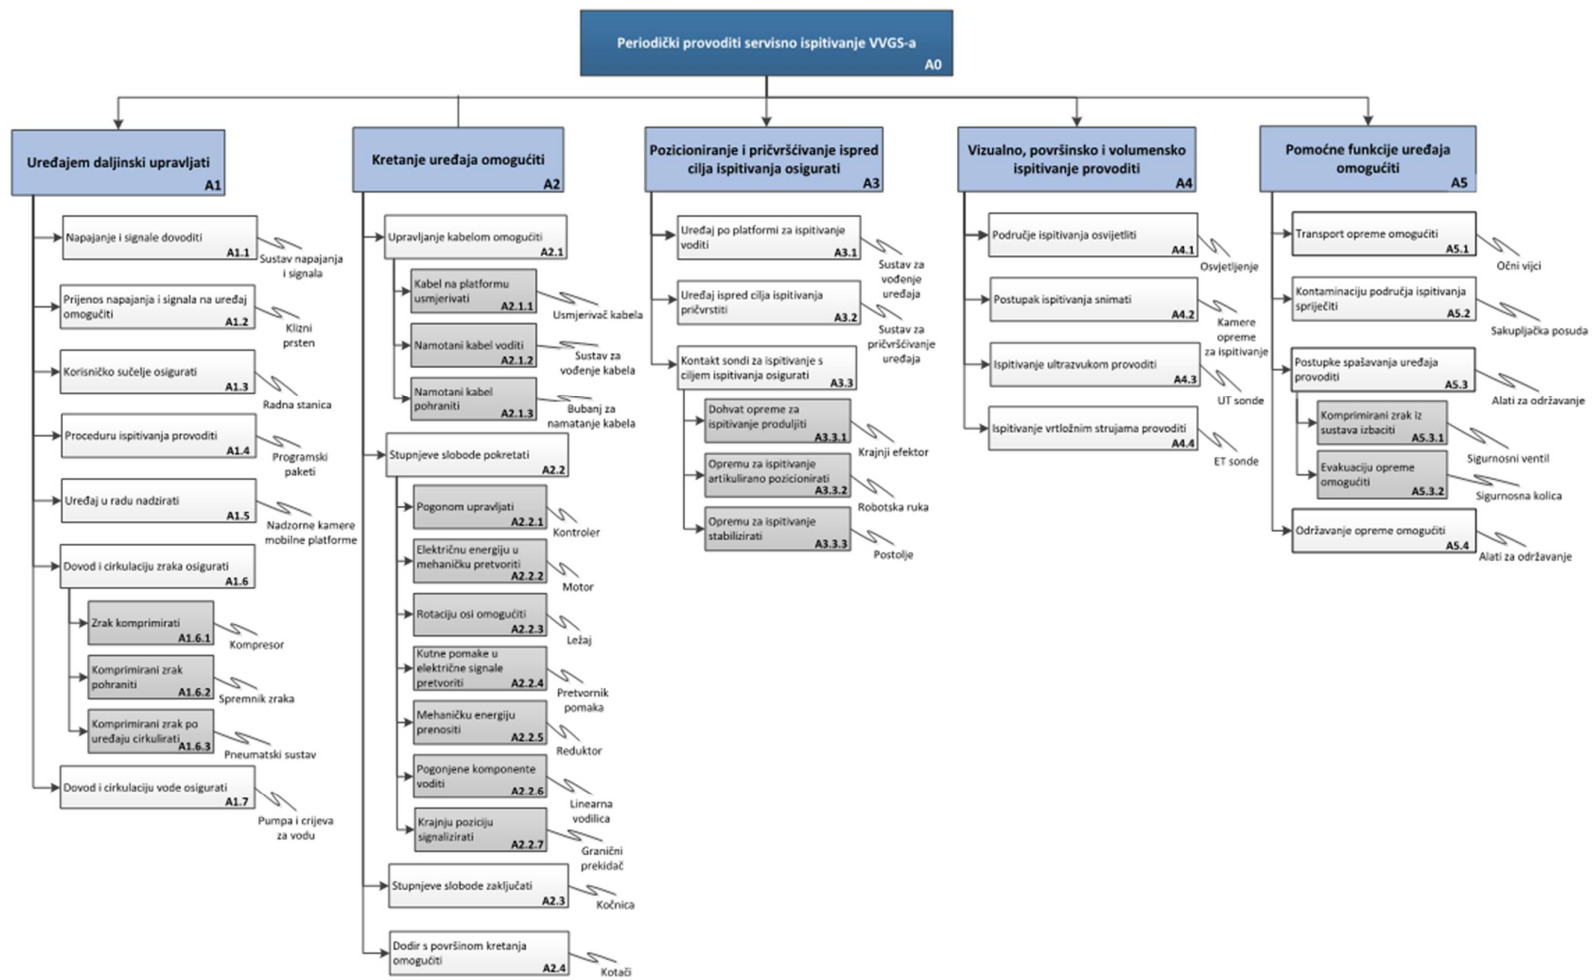 Periodički provoditi servisno ispitivanje VVGS-a
A0
Uređajem daljinski upravljati
A1
Napajanje i signale dovoditi
A1.1
Sustav napajanja
i signala
Prijenos napajanja i signala na uređaj
omogučiti
A1.2
Klizni
prsten
Korisničko sučelje osigurati
A1.3
Radna stanica
Proceduru ispitivanja provoditi
A1.4
Programski
paketi
Uređaj u radu nadzirati
A1.5
Nadzorne kamere
mobilne platforme
Dovod i cirkulaciju zraka osigurati
A1.6
Zrak komprimirati
A1.6.1
Kompresor
Komprimirani zrak
pohraniti
A1.6.2
Spremnik zraka
Komprimirani zrak po
uređaju cirkulirati
A1.6.3
Pneumatski sustav
Dovod i cirkulaciju vode osigurati
A1.7
Pumpa i crijeva
za vodu
Kretanje uređaja omogućiti
A2
Upravljanje kabelom omogućiti
A2.1
Kabel na platformu
usmjerivati
A2.1.1
Usmjerivač kabela
Namotani kabel voditi
A2.1.2
Sustav za
vođenje kabela
Namotani kabel
pohraniti
A2.1.3
Bubanj za
namatanje kabela
Stupnjeve slobode pokretati
A2.2
Pogonom upravljati
A2.2.1
Kontroler
Električnu energiju u
mehaničku pretvoriti
A2.2.2
Motor
Rotaciju osi omogućiti
A2.2.3
Ležaj
Kutne pomake u
električne signale
pretvoriti
A2.2.4
Pretvornik
pomaka
Mehaničku energiju
prenositi
A2.2.5
Reduktor
Pogonjene komponente
voditi
A2.2.6
Linearna
vodilica
Krajnju poziciju
signalizirati
A2.2.7
Granični
prekidač
Stupnjeve slobode zaključati
A2.3
Kočnica
Dodir s površinom kretanja
omogućiti
A2.4
Kotači
Pozicioniranje i pričvršćivanje ispred
cilja ispitivanja osigurati
A3
Uređaj po platformi za ispitivanje
voditi
A3.1
Sustav za
vođenje
uređaja
Uređaj ispred cilja ispitivanja
pričvrstiti
A3.2
Sustav za
pričvršćivanje
uređaja
Kontakt sondi za ispitivanje s
ciljem ispitivanja osigurati
A3.3
Dohvat opreme za
ispitivanje produljiti
A3.3.1
Krajnji efektor
Opremu za ispitivanje
artikulirano pozicionirati
A3.3.2
Robotska ruka
Opremu za ispitivanje
stabilizirati
A3.3.3
Postolje
Vizualno, površinsko i volumensko
ispitivanje provoditi
A4
Područje ispitivanja osvijetliti
A4.1
Osvjetljenje
Postupak ispitivanja snimati
A4.2
Kamere
opreme
za ispitivanje
Ispitivanje ultrazvukom provoditi
A4.3
UT sonde
Ispitivanje vrtložnim strujama provoditi
A4.4
ET sonde
Pomoćne funkcije uređaja
omogućiti
A5
Transport opreme omogućiti
A5.1
Očni vijci
Kontaminaciju područja ispitivanja
spriječiti
A5.2
Sakupljačka posuda
Postupke spašavanja uređaja
provoditi
A5.3
Alati za održavanje
Komprimirani zrak iz
sustava izbaciti
A5.3.1
Sigurnosni ventil
Evakuaciju opreme
omogućiti
A5.3.2
Sigurnosna kolica
Održavanje opreme omogućiti
A5.4
Alati za održavanje